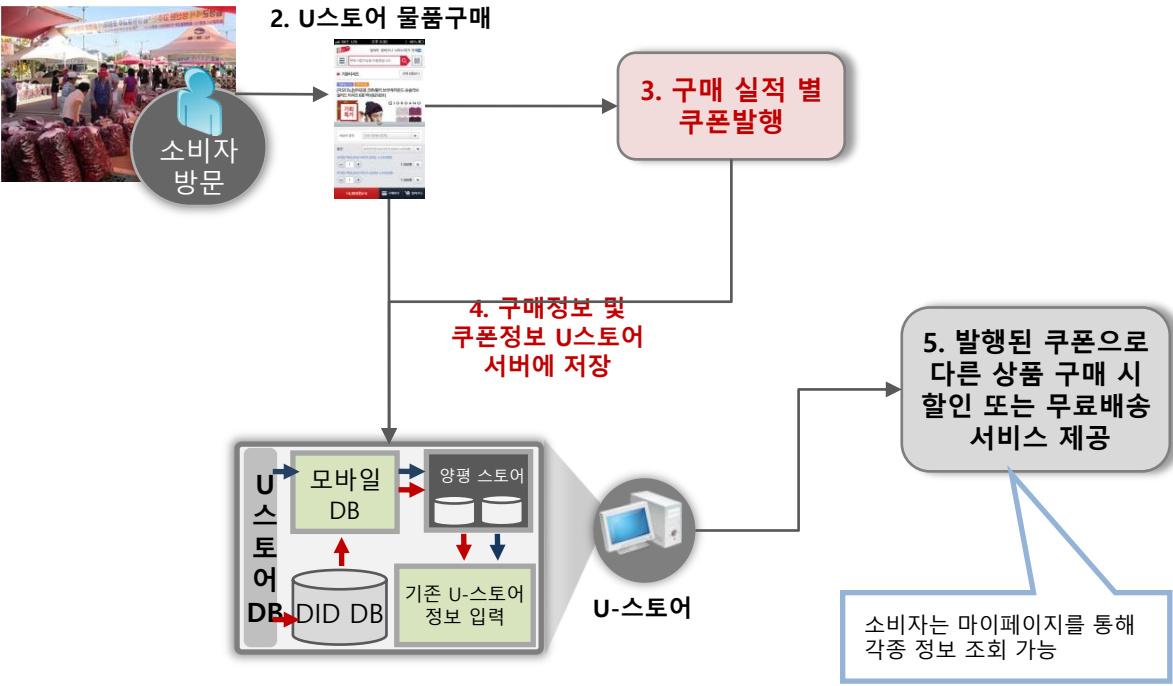 2. U스토어 물품구매
소비자
방문
GIORDANO
3. 구매 실적 별
쿠폰발행
4. 구매정보 및
쿠폰정보 U스토어
서버에 저장
5. 발행된 쿠폰으로
다른 상품 구매 시
할인 또는 무료배송
서비스 제공
U
스
토
어
DB
모바일
DB
양평 스토어
DID DB
기존 U-스토어
정보 입력
U-스토어
소비자는 마이페이지를 통해
각종 정보 조회 가능